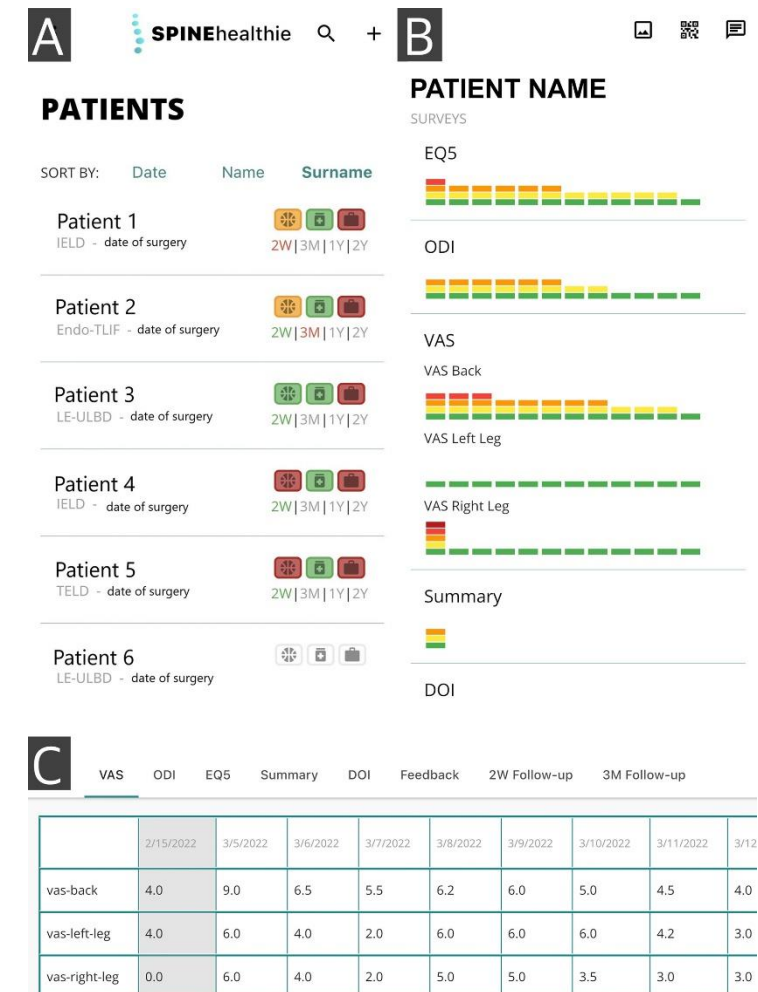 A
SPINEhealthie
PATIENTS
SORT BY: Date Name Surname
Patient 1
IELD - date of surgery
2W|3M|1Y|2Y
Patient 2
Endo-TLIF - date of surgery
2W|3M|1Y|2Y
Patient 3
LE-ULBD - date of surgery
2W|3M|1Y|2Y
Patient 4
IELD - date of surgery
2W|3M|1Y|2Y
Patient 5
TELD - date of surgery
2W|3M|1Y|2Y
Patient 6
LE-ULBD - date of surgery
B
PATIENT NAME
SURVEYS
EQ5
ODI
VAS
VAS Back
VAS Left Leg
VAS Right Leg
Summary
DOI
C
VAS ODI EQ5 Summary DOI Feedback 2W Follow-up 3M Follow-up
2/15/2022 3/5/2022 3/6/2022 3/7/2022 3/8/2022 3/9/2022 3/10/2022 3/11/2022 3/12
vas-back 4.0 9.0 6.5 5.5 6.2 6.0 5.0 4.5 4.0
vas-left-leg 4.0 6.0 4.0 2.0 6.0 6.0 6.0 4.2 3.0
vas-right-leg 0.0 6.0 4.0 2.0 5.0 5.0 3.5 3.0 3.0